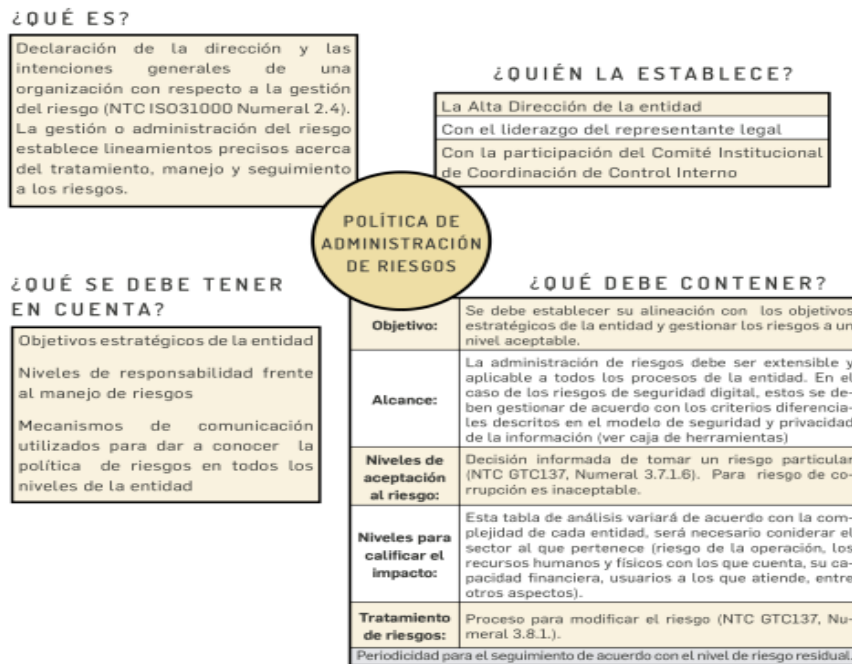 ¿QUÉ ES?
Declaración de la dirección y las
intenciones generales de una
organización con respecto a la gestión
del riesgo (NTC ISO31000 Numeral 2.4).
La gestión o administración del riesgo
establece lineamientos precisos acerca
del tratamiento, manejo y seguimiento
a los riesgos.
¿QUIÉN LA ESTABLECE?
La Alta Dirección de la entidad
Con el liderazgo del representante legal
Con la participación del Comité Institucional
de Coordinación de Control Interno
POLÍTICA DE
ADMINISTRACIÓN
DE RIESGOS
¿QUÉ SE DEBE TENER
EN CUENTA?
Objetivos estratégicos de la entidad
Niveles de responsabilidad frente
al manejo de riesgos
Mecanismos de comunicación
utilizados para dar a conocer la
política de riesgos en todos los
niveles de la entidad
¿QUÉ DEBE CONTENER?
Objetivo:
Se debe establecer su alineación con los objetivos
estratégicos de la entidad y gestionar los riesgos a un
nivel aceptable.
Alcance:
La administración de riesgos debe ser extensible y
aplicable a todos los procesos de la entidad. En el
caso de los riesgos de seguridad digital, estos se de-
ben gestionar de acuerdo con los criterios diferencia-
les descritos en el modelo de seguridad y privacidad
de la información (ver caja de herramientas)
Niveles de
aceptación
al riesgo:
Decisión informada de tomar un riesgo particular
(NTC GTC137, Numeral 3.7.1.6). Para riesgo de co-
rrupción es inaceptable.
Niveles para
calificar el
impacto:
Esta tabla de análisis variará de acuerdo con la com-
plejidad de cada entidad, será necesario coniderar el
sector al que pertenece (riesgo de la operación, los
recursos humanos y físicos con los que cuenta, su ca-
pacidad financiera, usuarios a los que atiende, entre
otros aspectos).
Tratamiento
de riesgos:
Proceso para modificar el riesgo (NTC GTC137, Nu-
meral 3.8.1.).
Periodicidad para el seguimiento de acuerdo con el nivel de riesgo residual.